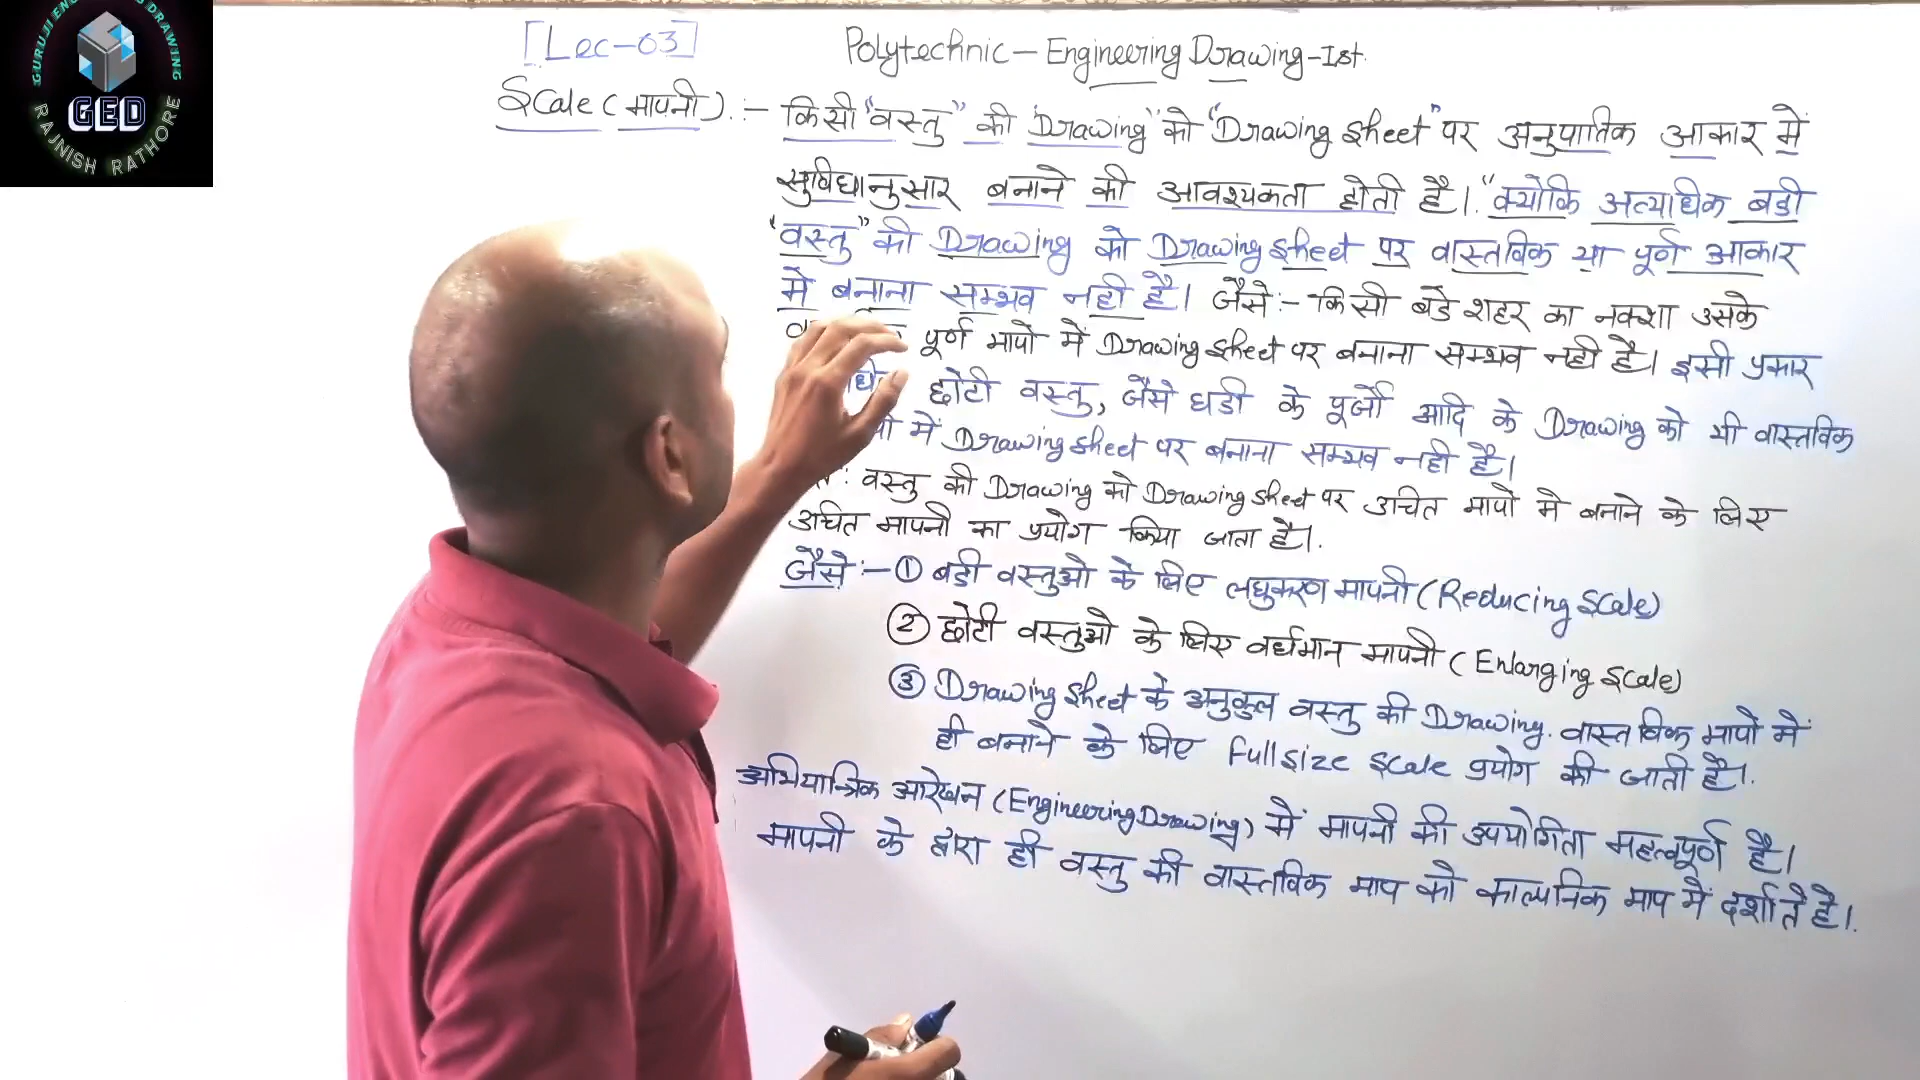 GURUJI ENGINEERING DRAWING
GED
RAJNISH RATHORE
[Lec-03]
Polytechnic - Engineering Drawing-Ist.
Scale (मापनी) :- किसी "वस्तु" की "Drawing" को "Drawing sheet" पर अनुपातिक आकार में
सुविधानुसार बनाने की आवश्यकता होती है। "क्योकि अत्याधिक बडी
"वस्तु" की Drawing को Drawing sheet पर वास्तविक या पूर्ण आकार
मे बनाना सम्भव नही है। जैसे:- किसी बडे शहर का नक्शा उसके
पूर्ण मापो में Drawing sheet पर बनाना सम्भव नही है। इसी प्रकार
छोटी वस्तु, जैसे घडी के पूर्जो आदि के Drawing को भी वास्तविक
में Drawing sheet पर बनाना सम्भव नही है।
वस्तु की Drawing को Drawing sheet पर उचित मापो मे बनाने के लिए
उचित मापनी का प्रयोग किया जाता है।.
जैसे :- ① बडी वस्तुओ के लिए लघुकरण मापनी (Reducing scale)
② छोटी वस्तुओ के लिए वर्धमान मापनी (Enlarging scale)
③ Drawing sheet के अनुकुल वस्तु की Drawing. वास्तविक मापो में
ही बनाने के लिए Full size scale प्रयोग की जाती है।.
अभियान्त्रिक आरेखन (Engineering Drawing) में मापनी की उपयोगिता महत्वपूर्ण है।
मापनी के द्वारा ही वस्तु की वास्तविक माप को काल्पनिक माप में दर्शाते है।.